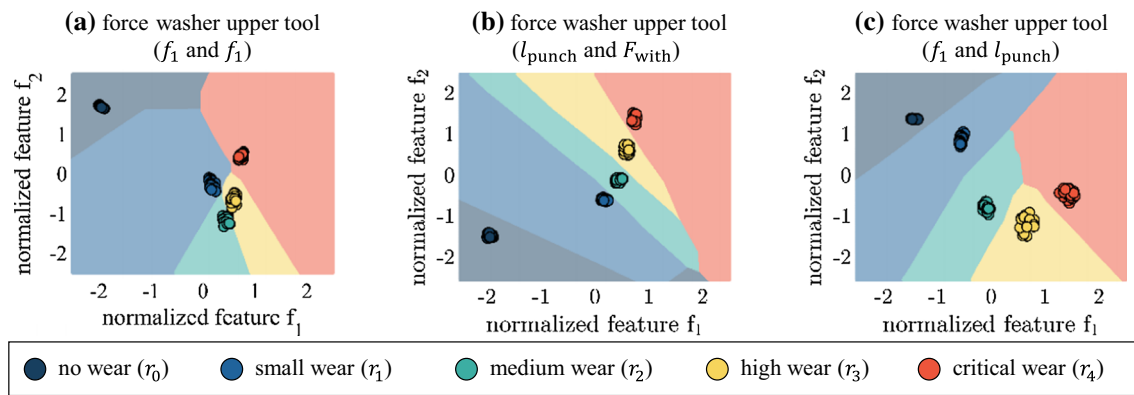 (a) force washer upper tool
(f₁ and f₁)
(b) force washer upper tool
(l_punch and F_with)
(c) force washer upper tool
(f₁ and l_punch)
normalized feature f₂
2
1
0
-1
-2
-2 -1 0 1 2
normalized feature f₁
normalized feature f₂
2
1
0
-1
-2
-2 -1 0 1 2
normalized feature f₁
normalized feature f₂
2
1
0
-1
-2
-2 -1 0 1 2
normalized feature f₁
no wear (r₀) small wear (r₁) medium wear (r₂) high wear (r₃) critical wear (r₄)